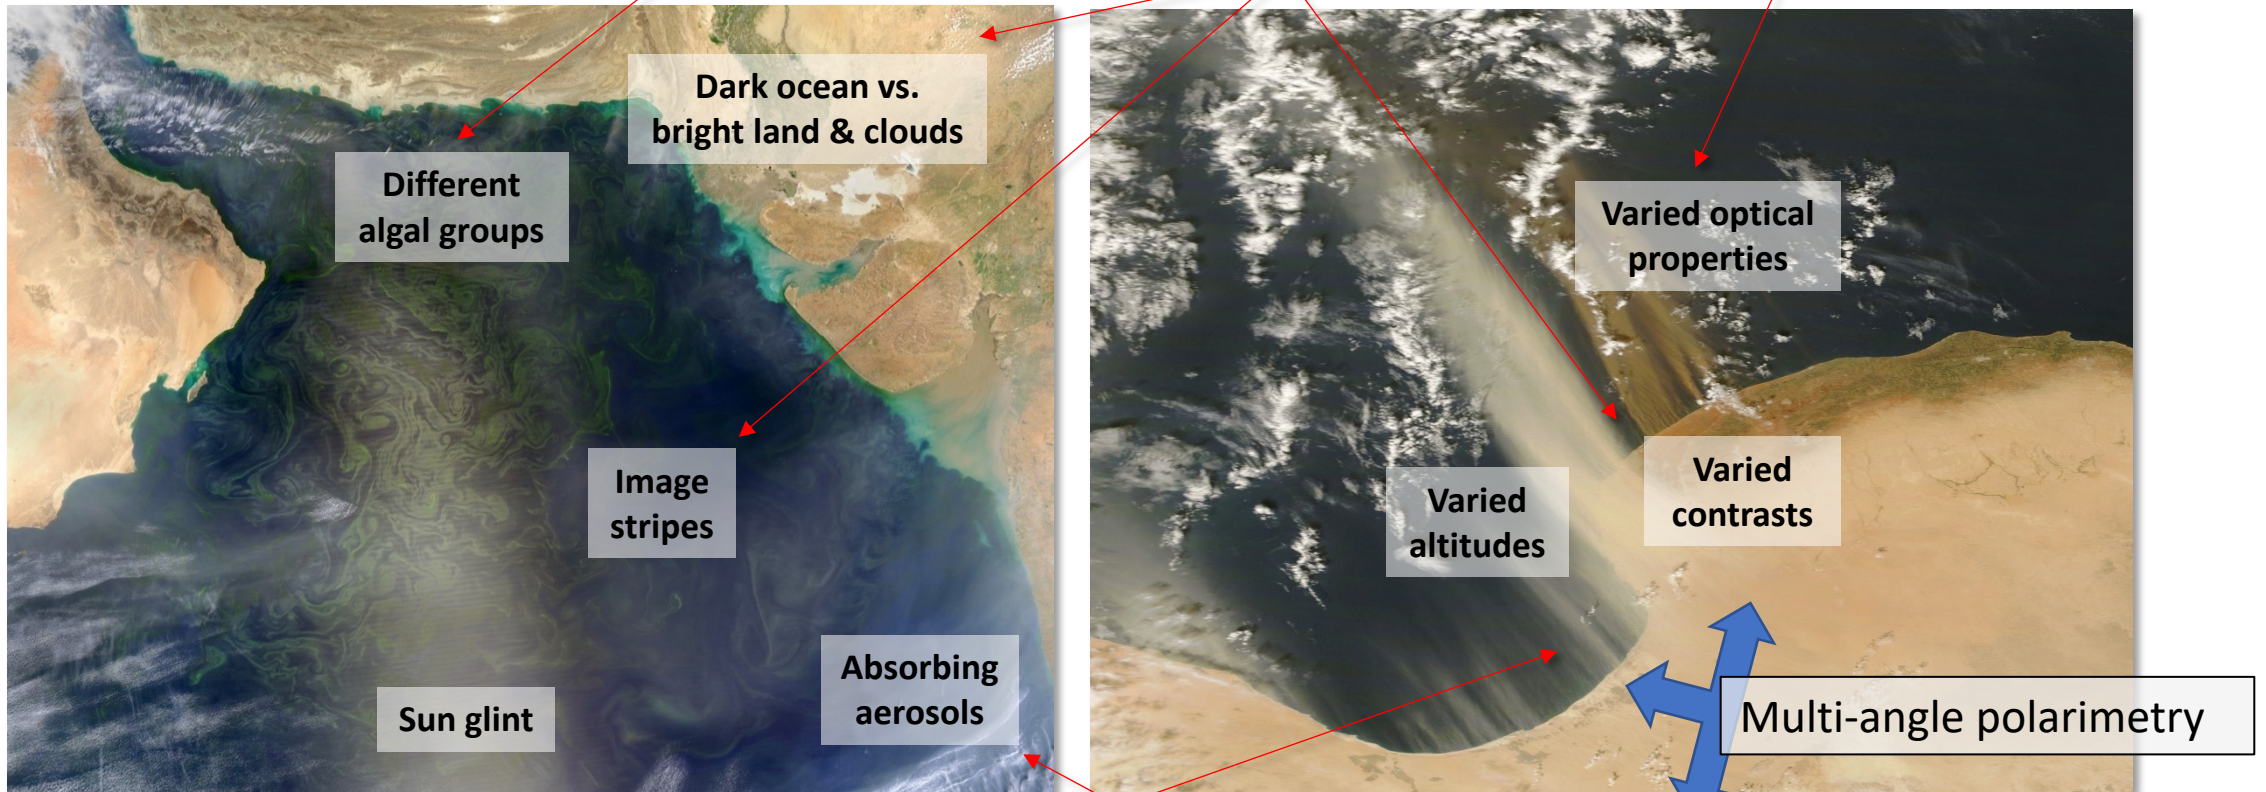 Dark ocean vs.
bright land & clouds
Different
algal groups
Image
stripes
Absorbing
aerosols
Sun glint
Varied optical
properties
Varied
contrasts
Varied
altitudes
Multi-angle polarimetry